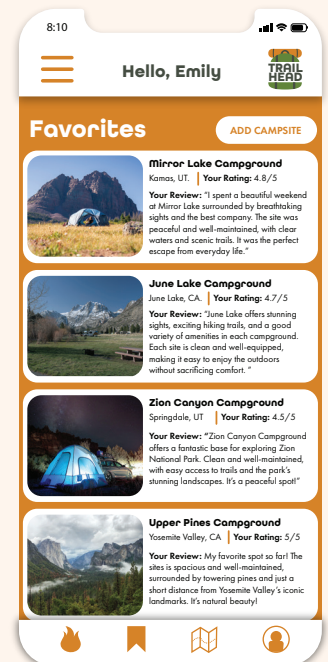 8:10
Hello, Emily
TRAIL
HEAD
Favorites
ADD CAMPSITE
Mirror Lake Campground
Kamas, UT. Your Rating: 4.8/5
Your Review: “I spent a beautiful weekend
at Mirror Lake surrounded by breathtaking
sights and the best company. The site was
peaceful and well-maintained, with clear
waters and scenic trails. It was the perfect
escape from everyday life.”
June Lake Campground
June Lake, CA. Your Rating: 4.7/5
Your Review: “June Lake offers stunning
sights, exciting hiking trails, and a good
variety of amenities in each campground.
Each site is clean and well-equipped,
making it easy to enjoy the outdoors
without sacrificing comfort. ”
Zion Canyon Campground
Springdale, UT Your Rating: 4.5/5
Your Review: “Zion Canyon Campground
offers a fantastic base for exploring Zion
National Park. Clean and well-maintained,
with easy access to trails and the park’s
stunning landscapes. It’s a peaceful spot!”
Upper Pines Campground
Yosemite Valley, CA Your Rating: 5/5
Your Review: My favorite spot so far! The
sites is spacious and well-maintained,
surrounded by towering pines and just a
short distance from Yosemite Valley’s iconic
landmarks. It’s natural beauty!